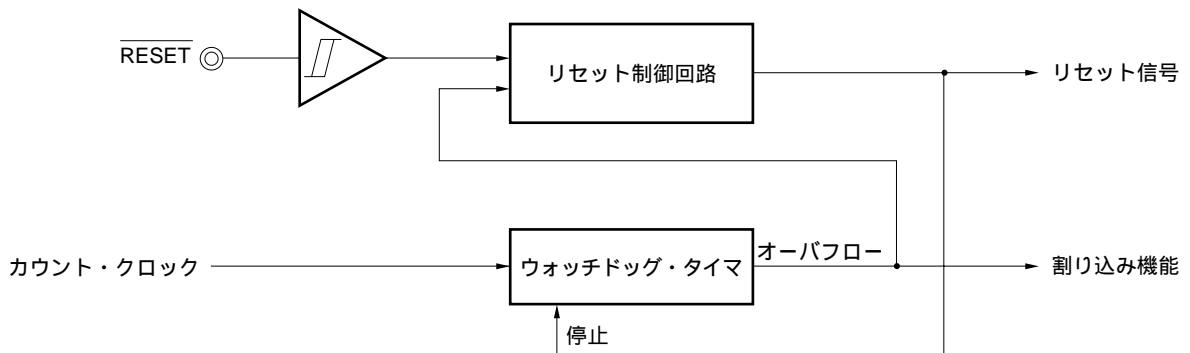 RESET
リセット制御回路
リセット信号
オーバフロー
カウント・クロック
ウォッチドッグ・タイマ
割り込み機能
停止